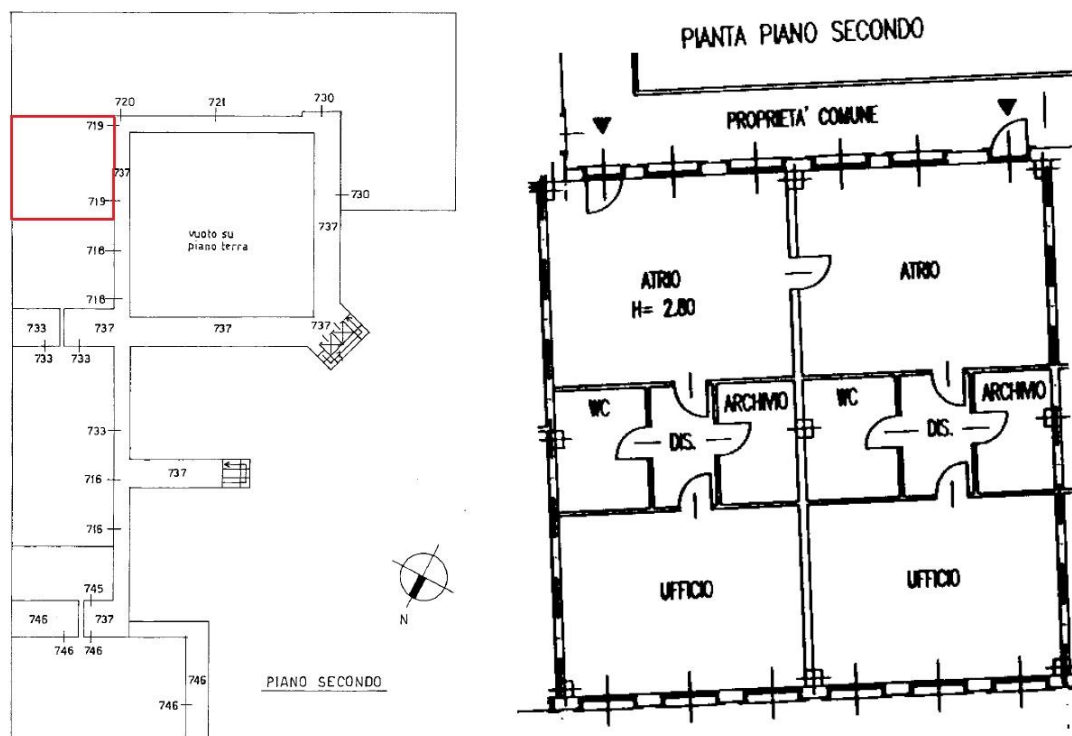 720
721
730
719
737
719
730
737
vuoto su
piano terra
718
718
733
737
737
737
733
733
733
737
716
716
745
746
737
746
746
N
746
746
PIANO SECONDO
PIANTA PIANO SECONDO
PROPRIETA' COMUNE
ATRIO
H= 2.80
ATRIO
WC
ARCHIVIO
DIS.
WC
ARCHIVIO
DIS.
UFFICIO
UFFICIO